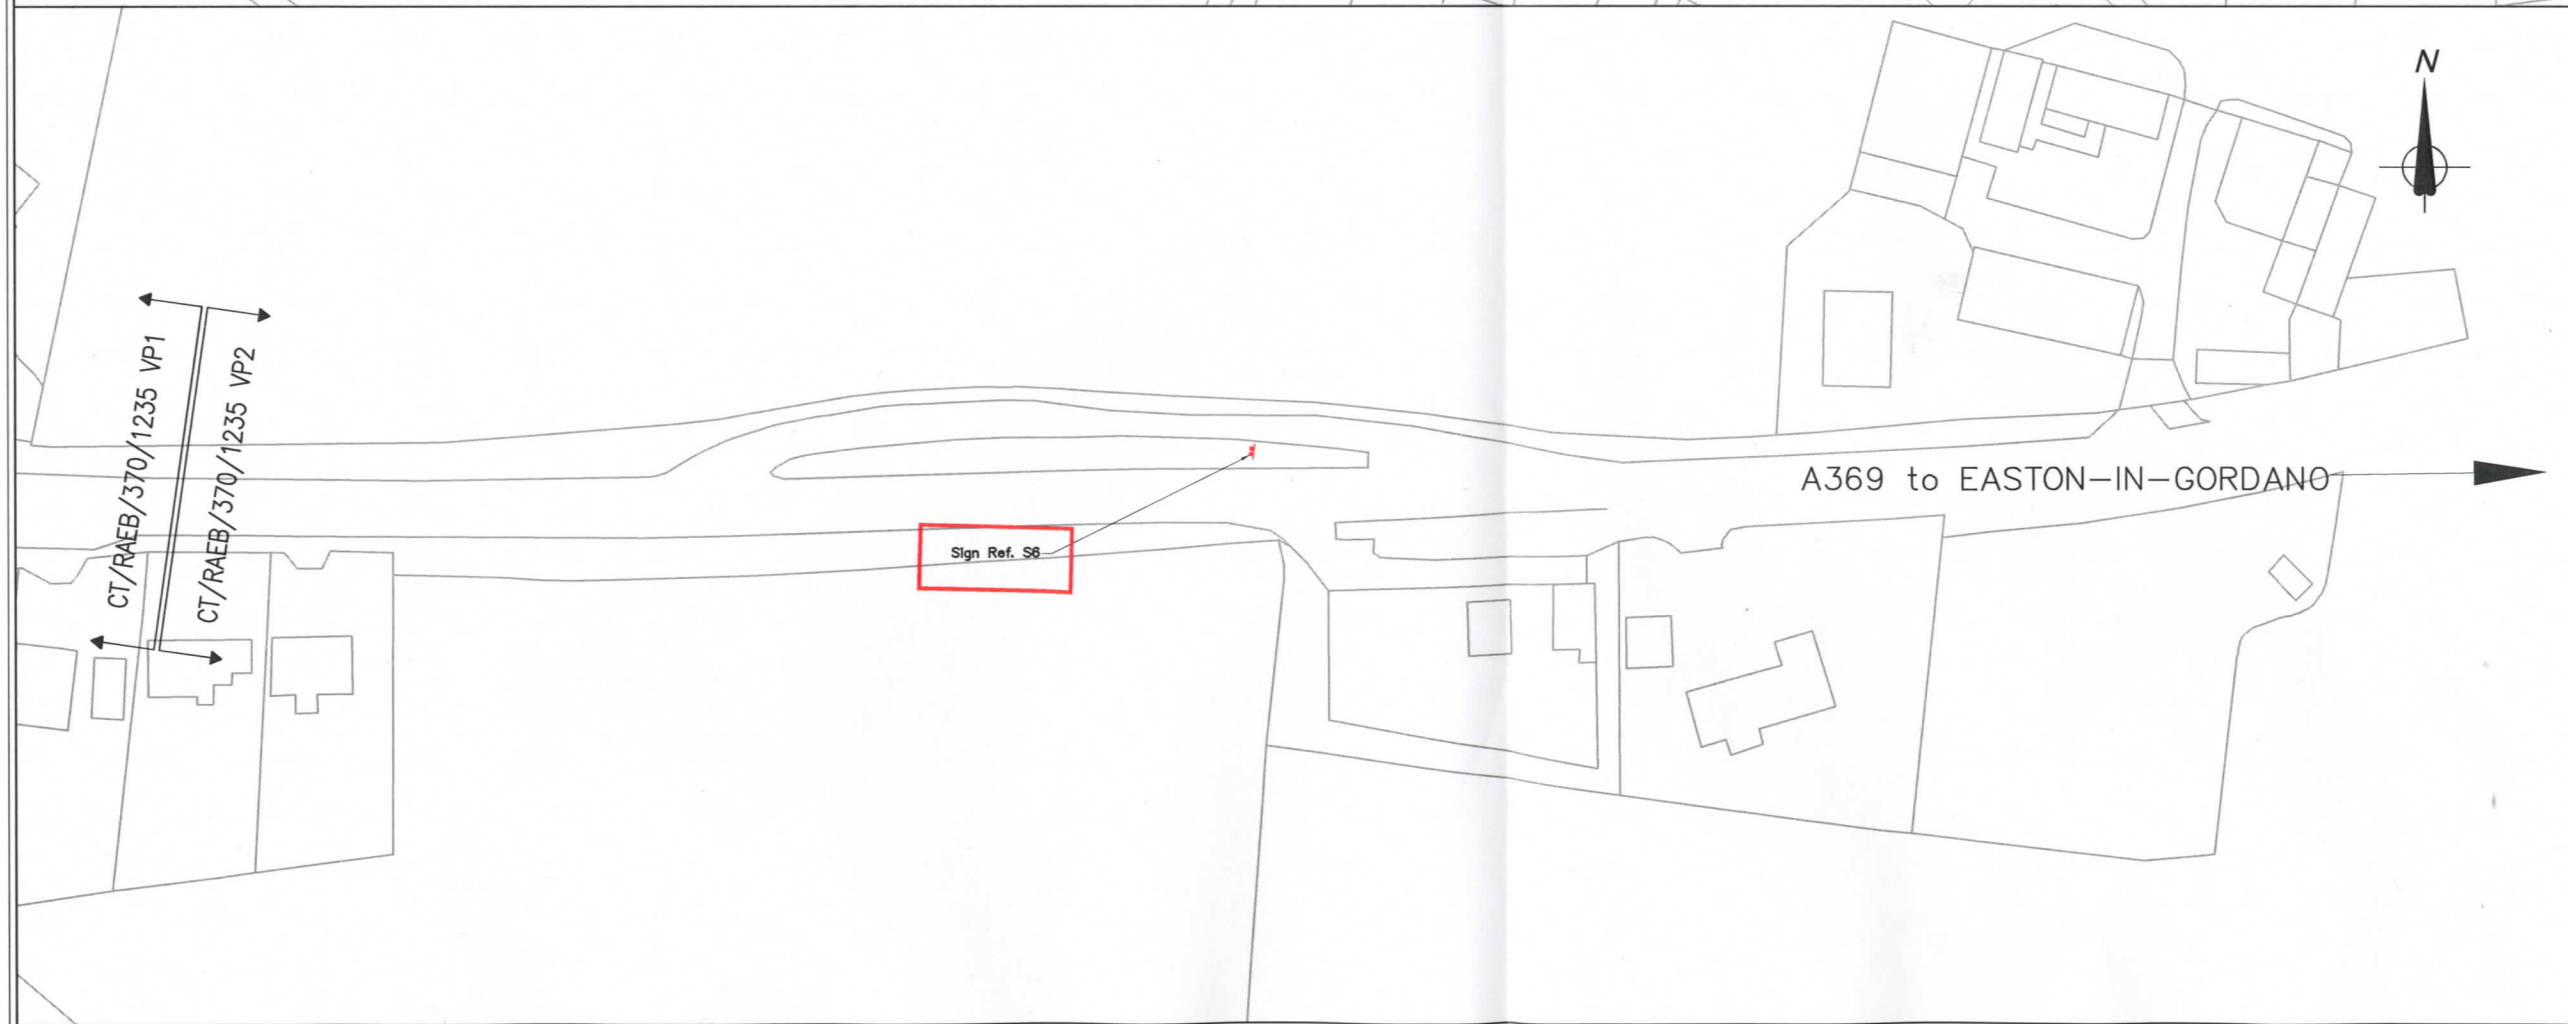 N
CT/RAEB/370/1235 VP1
CT/RAEB/370/1235 VP2
A369 to EASTON-IN-GORDANO
Sign Ref. S6